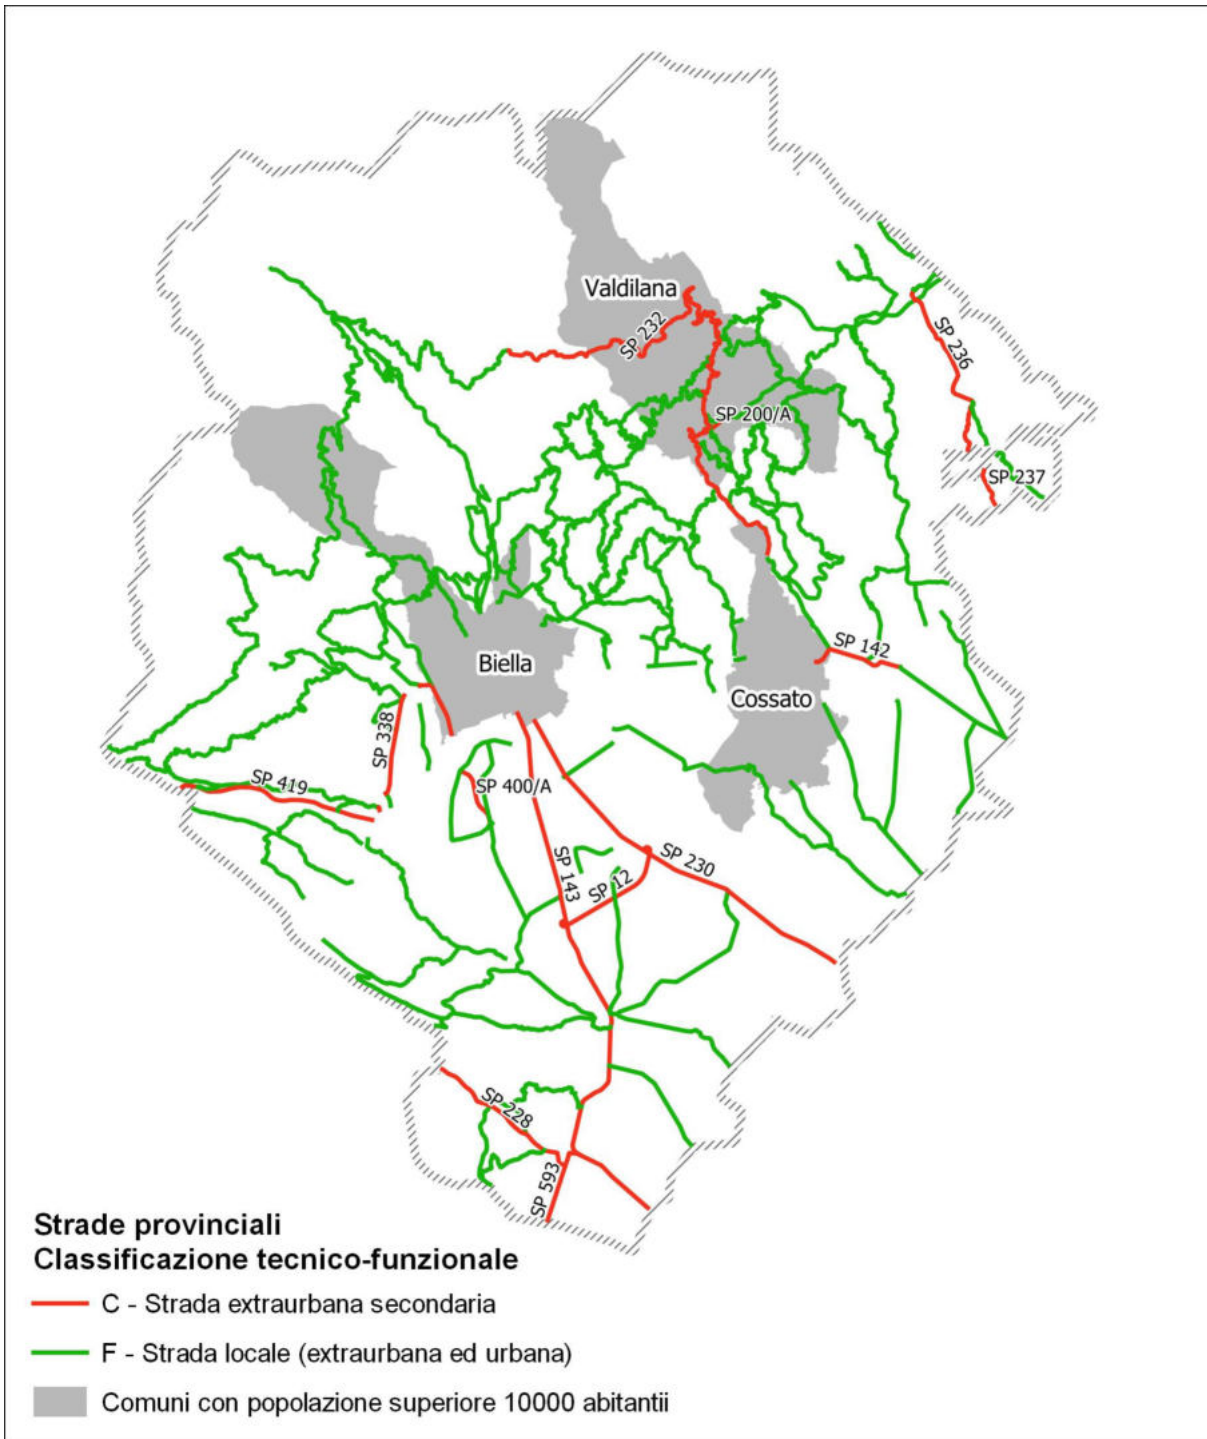 Valdilana
SP 232
SP 236
SP 200/A
SP 237
SP 142
Biella
Cossato
SP 338
SP 419
SP 400/A
SP 143
SP 230
SP 12
SP 228
SP 593
Strade provinciali
Classificazione tecnico-funzionale
C - Strada extraurbana secondaria
F - Strada locale (extraurbana ed urbana)
Comuni con popolazione superiore 10000 abitantii